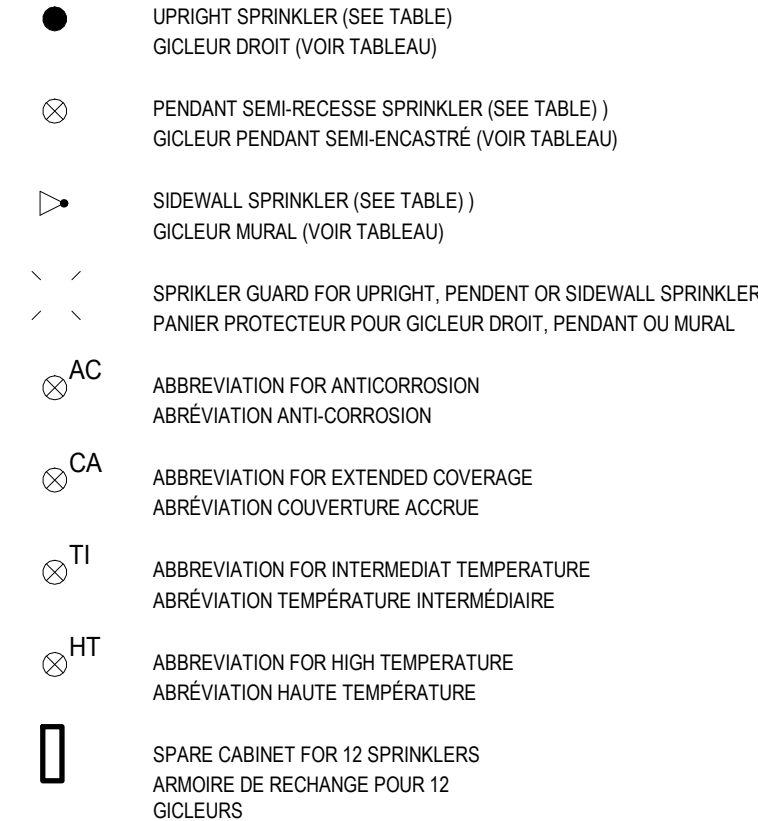 UPRIGHT SPRINKLER (SEE TABLE)
GICLEUR DROIT (VOIR TABLEAU)
PENDANT SEMI-RECESSE SPRINKLER (SEE TABLE) )
GICLEUR PENDANT SEMI-ENCASTRÉ (VOIR TABLEAU)
SIDEWALL SPRINKLER (SEE TABLE) )
GICLEUR MURAL (VOIR TABLEAU)
SPRIKLER GUARD FOR UPRIGHT, PENDENT OR SIDEWALL SPRINKLER
PANIER PROTECTEUR POUR GICLEUR DROIT, PENDANT OU MURAL
AC
ABBREVIATION FOR ANTICORROSION
ABRÉVIATION ANTI-CORROSION
CA
ABBREVIATION FOR EXTENDED COVERAGE
ABRÉVIATION COUVERTURE ACCRUE
TI
ABBREVIATION FOR INTERMEDIAT TEMPERATURE
ABRÉVIATION TEMPÉRATURE INTERMÉDIAIRE
HT
ABBREVIATION FOR HIGH TEMPERATURE
ABRÉVIATION HAUTE TEMPÉRATURE
SPARE CABINET FOR 12 SPRINKLERS
ARMOIRE DE RECHANGE POUR 12
GICLEURS